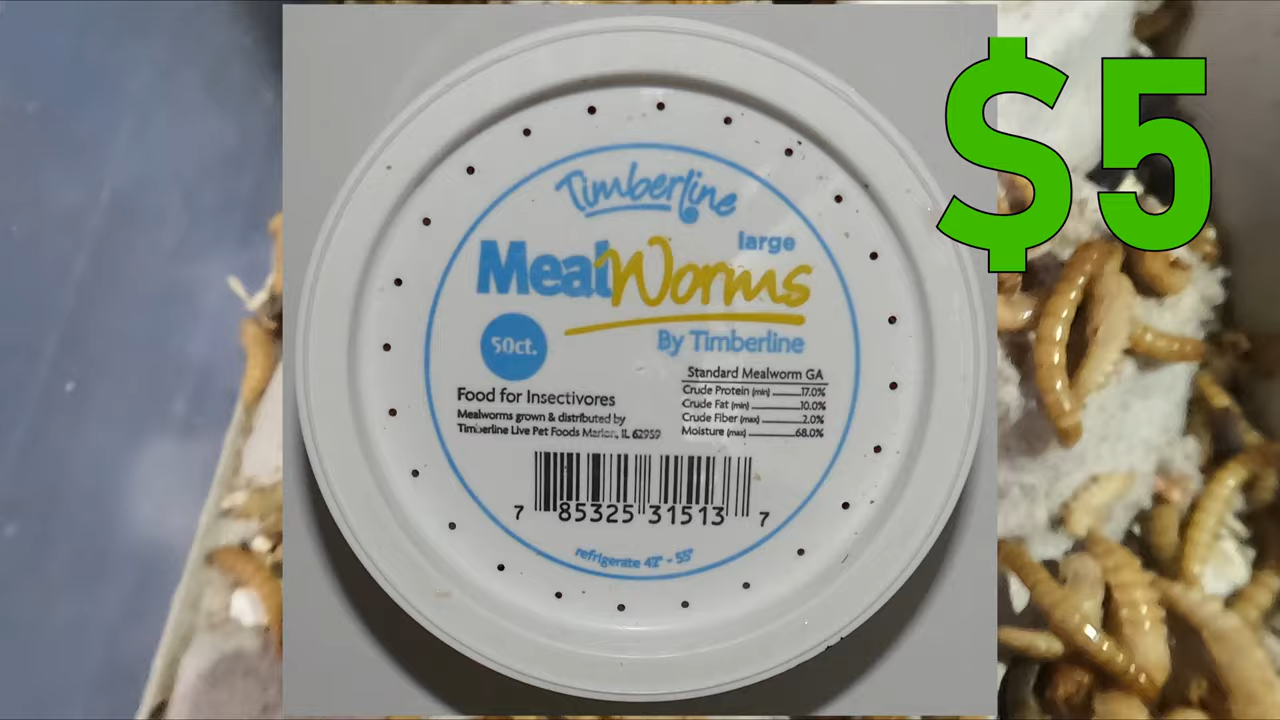 $5
Timberline
large
MealWorms
50ct.
By Timberline
Food for Insectivores
Mealworms grown & distributed by
Timberline Live Pet Foods Marion, IL 62959
Standard Mealworm GA
Crude Protein (min) 17.0%
Crude Fat (min) 10.0%
Crude Fiber (max) 2.0%
Moisture (max) 68.0%
7 85325 31513 7
refrigerate 42° - 55°